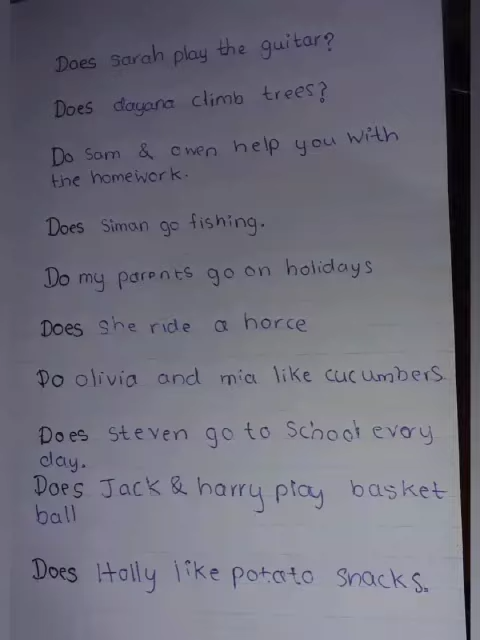 Does sarah play the guitar?
Does dayana climb trees?
Do sam & owen help you with
the homework.
Does siman go fishing.
Do my parents go on holidays
Does she ride a horce
Do olivia and mia like cucumbers
Does steven go to school every
day.
Does Jack & harry play basket
ball
Does Holly like potato snacks.